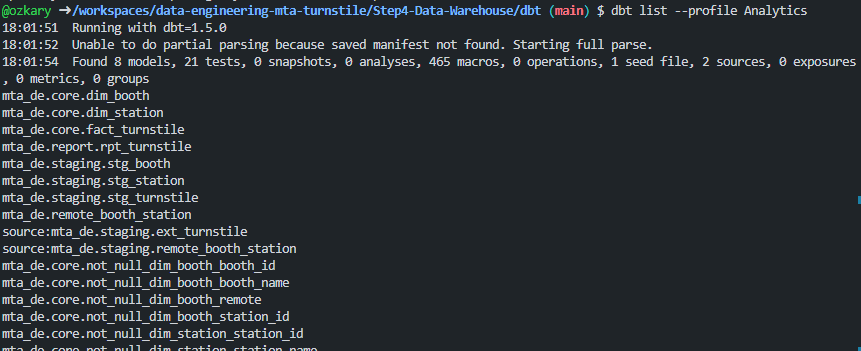 @ozkary ➜/workspaces/data-engineering-mta-turnstile/Step4-Data-Warehouse/dbt (main) $ dbt list --profile Analytics
18:01:51  Running with dbt=1.5.0
18:01:52  Unable to do partial parsing because saved manifest not found. Starting full parse.
18:01:54  Found 8 models, 21 tests, 0 snapshots, 0 analyses, 465 macros, 0 operations, 1 seed file, 2 sources, 0 exposures
, 0 metrics, 0 groups
mta_de.core.dim_booth
mta_de.core.dim_station
mta_de.core.fact_turnstile
mta_de.report.rpt_turnstile
mta_de.staging.stg_booth
mta_de.staging.stg_station
mta_de.staging.stg_turnstile
mta_de.remote_booth_station
source:mta_de.staging.ext_turnstile
source:mta_de.staging.remote_booth_station
mta_de.core.not_null_dim_booth_booth_id
mta_de.core.not_null_dim_booth_booth_name
mta_de.core.not_null_dim_booth_remote
mta_de.core.not_null_dim_booth_station_id
mta_de.core.not_null_dim_station_station_id
mta_de.core.not_null_dim_station_station_name